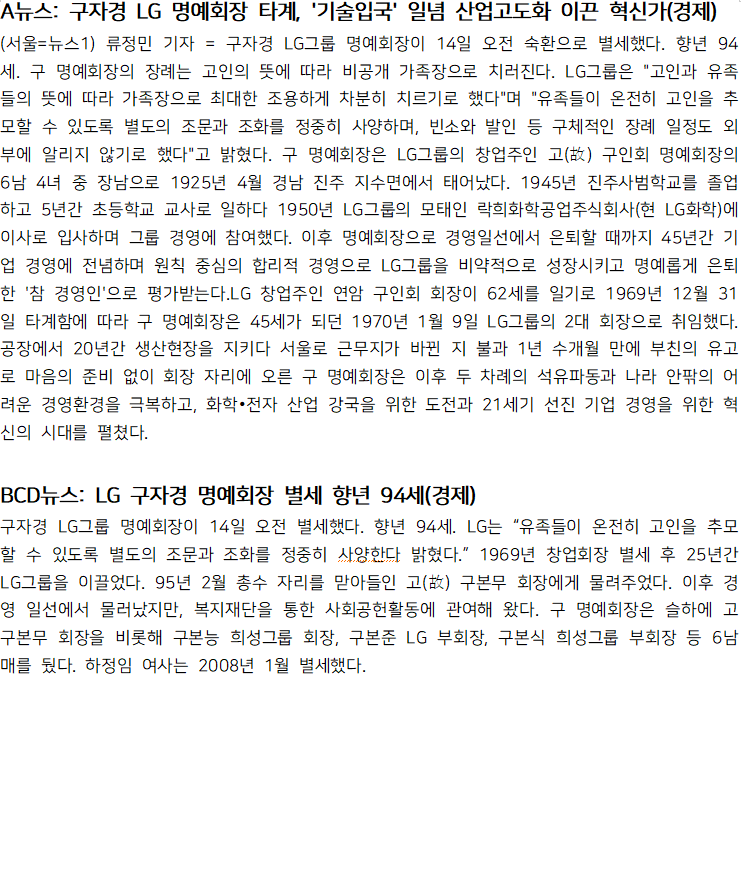 A뉴스: 구자경 LG 명예회장 타계, '기술입국' 일념 산업고도화 이끈 혁신가(경제)
(서울=뉴스1) 류정민 기자 = 구자경 LG그룹 명예회장이 14일 오전 숙환으로 별세했다. 향년 94
세. 구 명예회장의 장례는 고인의 뜻에 따라 비공개 가족장으로 치러진다. LG그룹은 "고인과 유족
들의 뜻에 따라 가족장으로 최대한 조용하게 차분히 치르기로 했다"며 "유족들이 온전히 고인을 추
모할 수 있도록 별도의 조문과 조화를 정중히 사양하며, 빈소와 발인 등 구체적인 장례 일정도 외
부에 알리지 않기로 했다"고 밝혔다. 구 명예회장은 LG그룹의 창업주인 고(故) 구인회 명예회장의
6남 4녀 중 장남으로 1925년 4월 경남 진주 지수면에서 태어났다. 1945년 진주사범학교를 졸업
하고 5년간 초등학교 교사로 일하다 1950년 LG그룹의 모태인 락희화학공업주식회사(현 LG화학)에
이사로 입사하며 그룹 경영에 참여했다. 이후 명예회장으로 경영일선에서 은퇴할 때까지 45년간 기
업 경영에 전념하며 원칙 중심의 합리적 경영으로 LG그룹을 비약적으로 성장시키고 명예롭게 은퇴
한 '참 경영인'으로 평가받는다.LG 창업주인 연암 구인회 회장이 62세를 일기로 1969년 12월 31
일 타계함에 따라 구 명예회장은 45세가 되던 1970년 1월 9일 LG그룹의 2대 회장으로 취임했다.
공장에서 20년간 생산현장을 지키다 서울로 근무지가 바뀐 지 불과 1년 수개월 만에 부친의 유고
로 마음의 준비 없이 회장 자리에 오른 구 명예회장은 이후 두 차례의 석유파동과 나라 안팎의 어
려운 경영환경을 극복하고, 화학•전자 산업 강국을 위한 도전과 21세기 선진 기업 경영을 위한 혁
신의 시대를 펼쳤다.
BCD뉴스: LG 구자경 명예회장 별세 향년 94세(경제)
구자경 LG그룹 명예회장이 14일 오전 별세했다. 향년 94세. LG는 “유족들이 온전히 고인을 추모
할 수 있도록 별도의 조문과 조화를 정중히 사양한다 밝혔다.” 1969년 창업회장 별세 후 25년간
LG그룹을 이끌었다. 95년 2월 총수 자리를 맏아들인 고(故) 구본무 회장에게 물려주었다. 이후 경
영 일선에서 물러났지만, 복지재단을 통한 사회공헌활동에 관여해 왔다. 구 명예회장은 슬하에 고
구본무 회장을 비롯해 구본능 희성그룹 회장, 구본준 LG 부회장, 구본식 희성그룹 부회장 등 6남
매를 뒀다. 하정임 여사는 2008년 1월 별세했다.